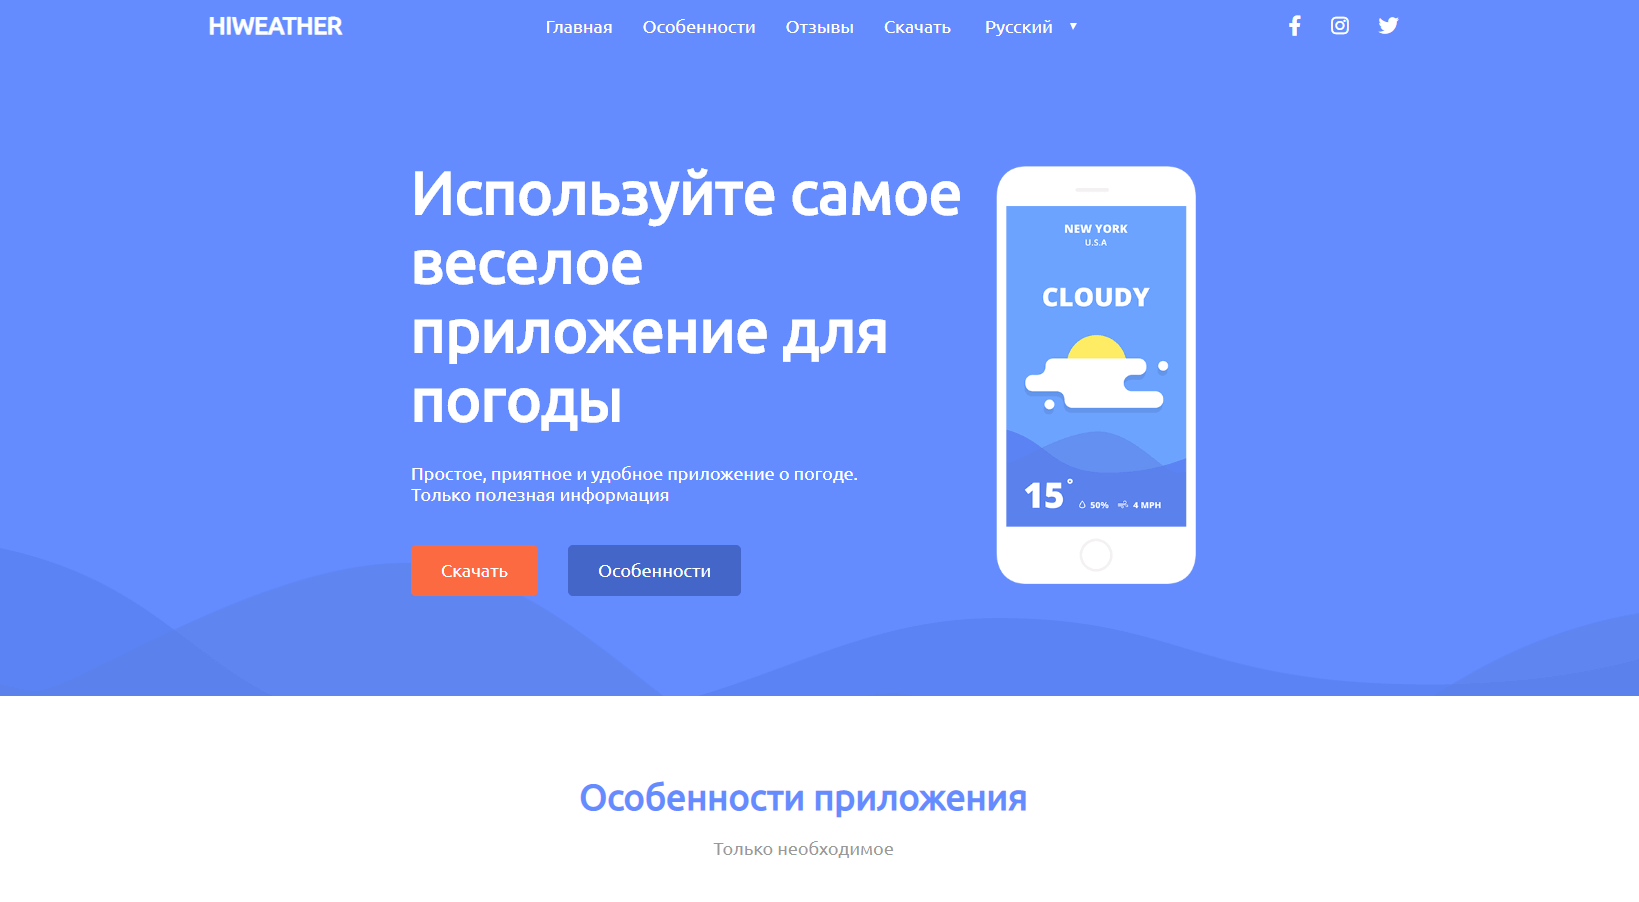 HIWEATHER
Главная Особенности Отзывы Скачать Русский
Используйте самое
веселое
приложение для
погоды
Простое, приятное и удобное приложение о погоде.
Только полезная информация
Скачать Особенности
NEW YORK
U.S.A
CLOUDY
15° 50% 4 MPH
Особенности приложения
Только необходимое